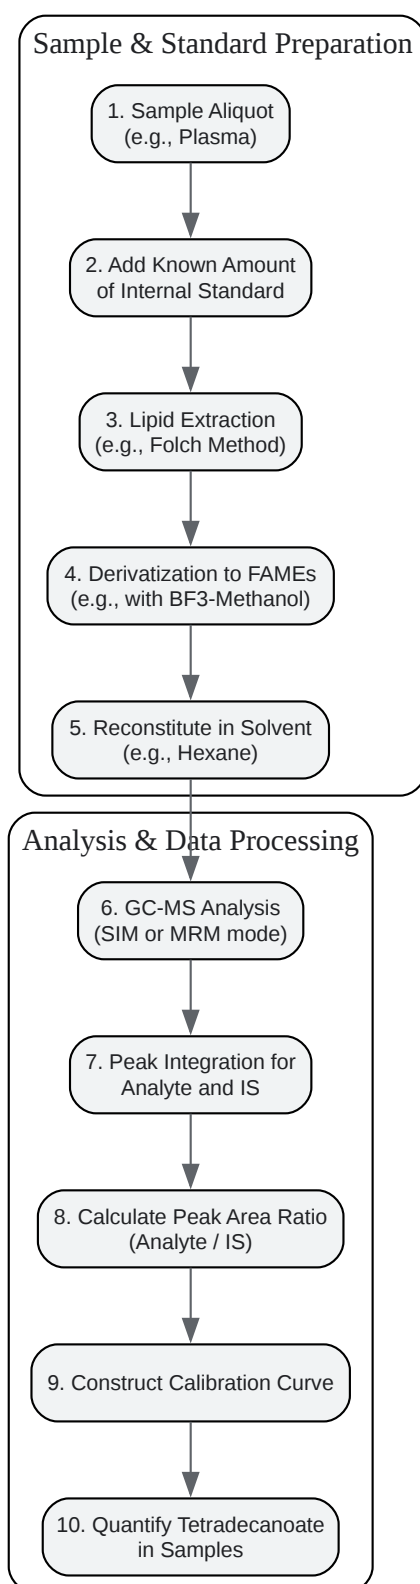 Sample & Standard Preparation
1. Sample Aliquot
(e.g., Plasma)
2. Add Known Amount
of Internal Standard
3. Lipid Extraction
(e.g., Folch Method)
4. Derivatization to FAMEs
(e.g., with BF3-Methanol)
5. Reconstitute in Solvent
(e.g., Hexane)
Analysis & Data Processing
6. GC-MS Analysis
(SIM or MRM mode)
7. Peak Integration for
Analyte and IS
8. Calculate Peak Area Ratio
(Analyte / IS)
9. Construct Calibration Curve
10. Quantify Tetradecanoate
in Samples